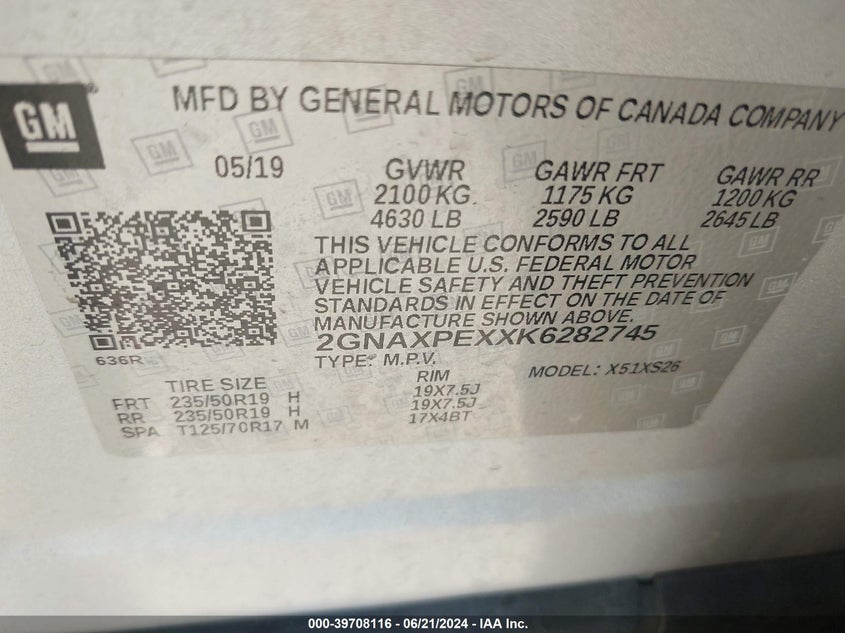 GM
MFD BY GENERAL MOTORS OF CANADA COMPANY
05/19 GVWR GAWR FRT GAWR RR
2100 KG 1175 KG 1200 KG
4630 LB 2590 LB 2645 LB
THIS VEHICLE CONFORMS TO ALL
APPLICABLE U.S. FEDERAL MOTOR
VEHICLE SAFETY AND THEFT PREVENTION
STANDARDS IN EFFECT ON THE DATE OF
MANUFACTURE SHOWN ABOVE.
2GNAXPEXXK6282745
636R
TYPE: M.P.V. MODEL: X51XS26
TIRE SIZE RIM
FRT 235/50R19 H 19X7.5J
RR 235/50R19 H 19X7.5J
SPA T125/70R17 M 17X4BT
000-39708116 - 06/21/2024 - IAA Inc.